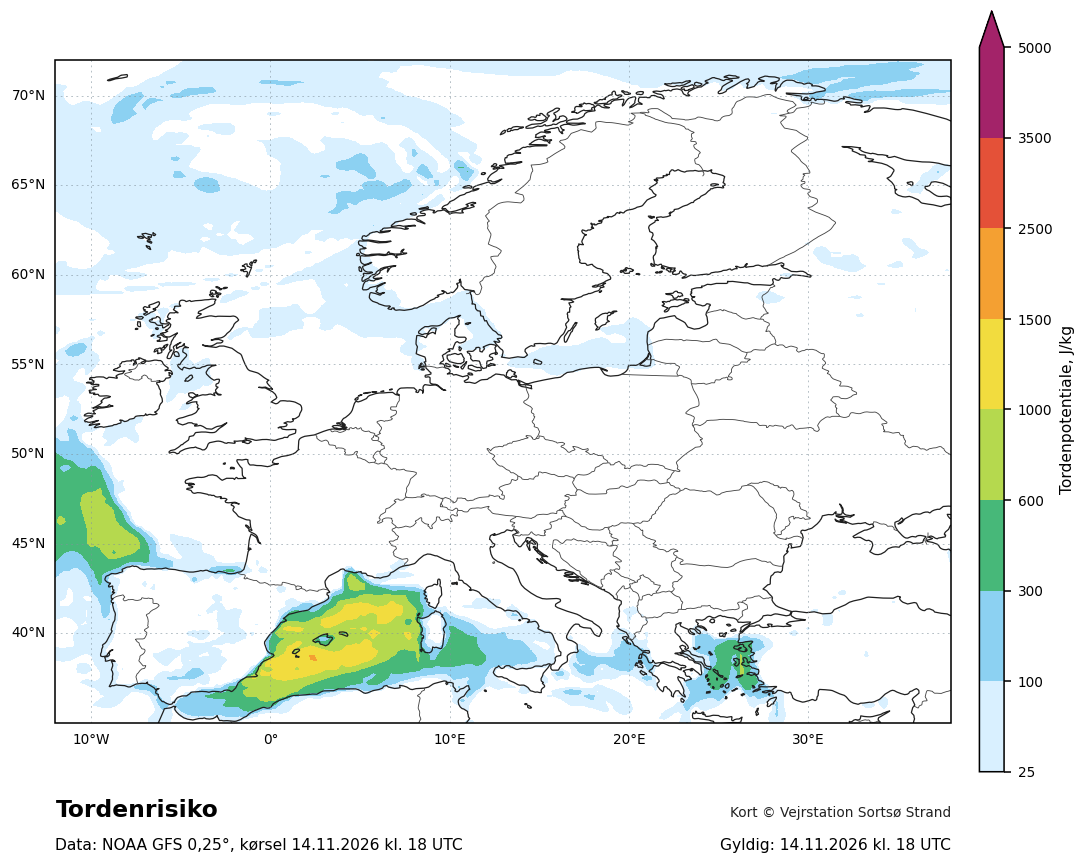 70°N
65°N
60°N
55°N
50°N
45°N
40°N
10°W
0°
10°E
20°E
30°E
5000
3500
2500
1500
1000
600
300
100
25
Tordenpotentiale, J/kg
Tordenrisiko
Kort © Vejrstation Sortsø Strand
Data: NOAA GFS 0,25°, kørsel 14.11.2026 kl. 18 UTC
Gyldig: 14.11.2026 kl. 18 UTC